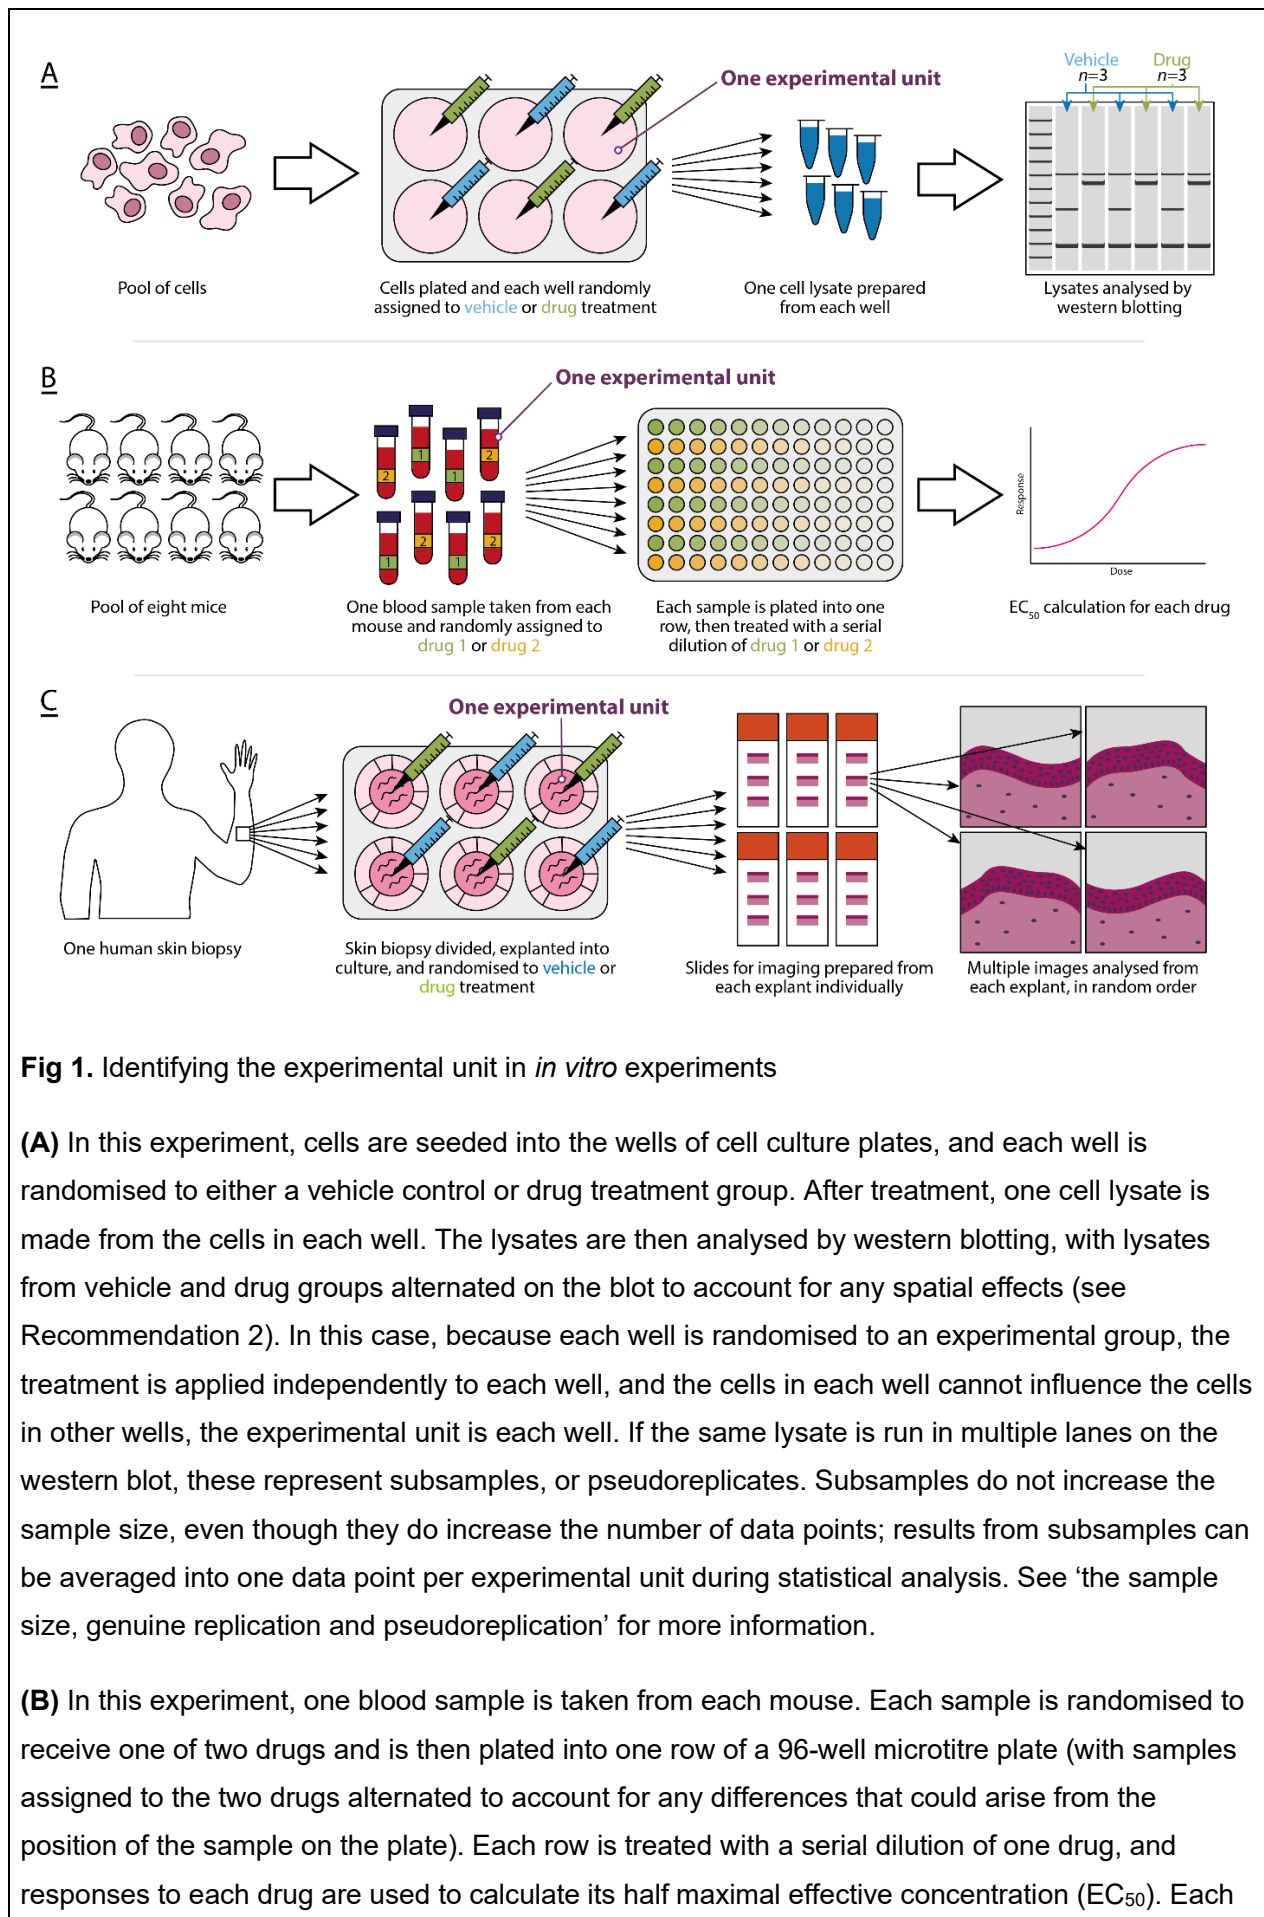 A
One experimental unit
Vehicle
n=3
Drug
n=3
Pool of cells
Cells plated and each well randomly
assigned to vehicle or drug treatment
One cell lysate prepared
from each well
Lysates analysed by
western blotting
B
One experimental unit
2
1
1
2
1
2
1
2
Response
Dose
Pool of eight mice
One blood sample taken from each
mouse and randomly assigned to
drug 1 or drug 2
Each sample is plated into one
row, then treated with a serial
dilution of drug 1 or drug 2
EC50 calculation for each drug
C
One experimental unit
One human skin biopsy
Skin biopsy divided, explanted into
culture, and randomised to vehicle or
drug treatment
Slides for imaging prepared from
each explant individually
Multiple images analysed from
each explant, in random order
Fig 1. Identifying the experimental unit in in vitro experiments
(A) In this experiment, cells are seeded into the wells of cell culture plates, and each well is
randomised to either a vehicle control or drug treatment group. After treatment, one cell lysate is
made from the cells in each well. The lysates are then analysed by western blotting, with lysates
from vehicle and drug groups alternated on the blot to account for any spatial effects (see
Recommendation 2). In this case, because each well is randomised to an experimental group, the
treatment is applied independently to each well, and the cells in each well cannot influence the cells
in other wells, the experimental unit is each well. If the same lysate is run in multiple lanes on the
western blot, these represent subsamples, or pseudoreplicates. Subsamples do not increase the
sample size, even though they do increase the number of data points; results from subsamples can
be averaged into one data point per experimental unit during statistical analysis. See ‘the sample
size, genuine replication and pseudoreplication’ for more information.
(B) In this experiment, one blood sample is taken from each mouse. Each sample is randomised to
receive one of two drugs and is then plated into one row of a 96-well microtitre plate (with samples
assigned to the two drugs alternated to account for any differences that could arise from the
position of the sample on the plate). Each row is treated with a serial dilution of one drug, and
responses to each drug are used to calculate its half maximal effective concentration (EC50). Each